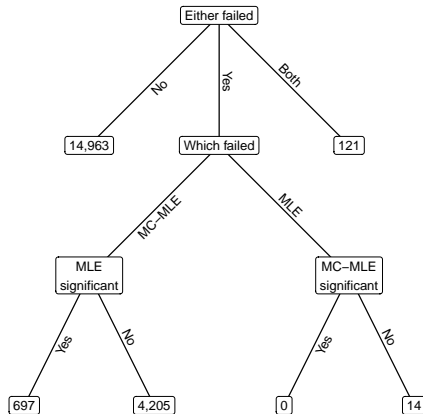 Either failed
No
Yes
Both
14,963
Which failed
121
MC−MLE
MLE
MLE
significant
MC−MLE
significant
Yes
No
Yes
No
697
4,205
0
14